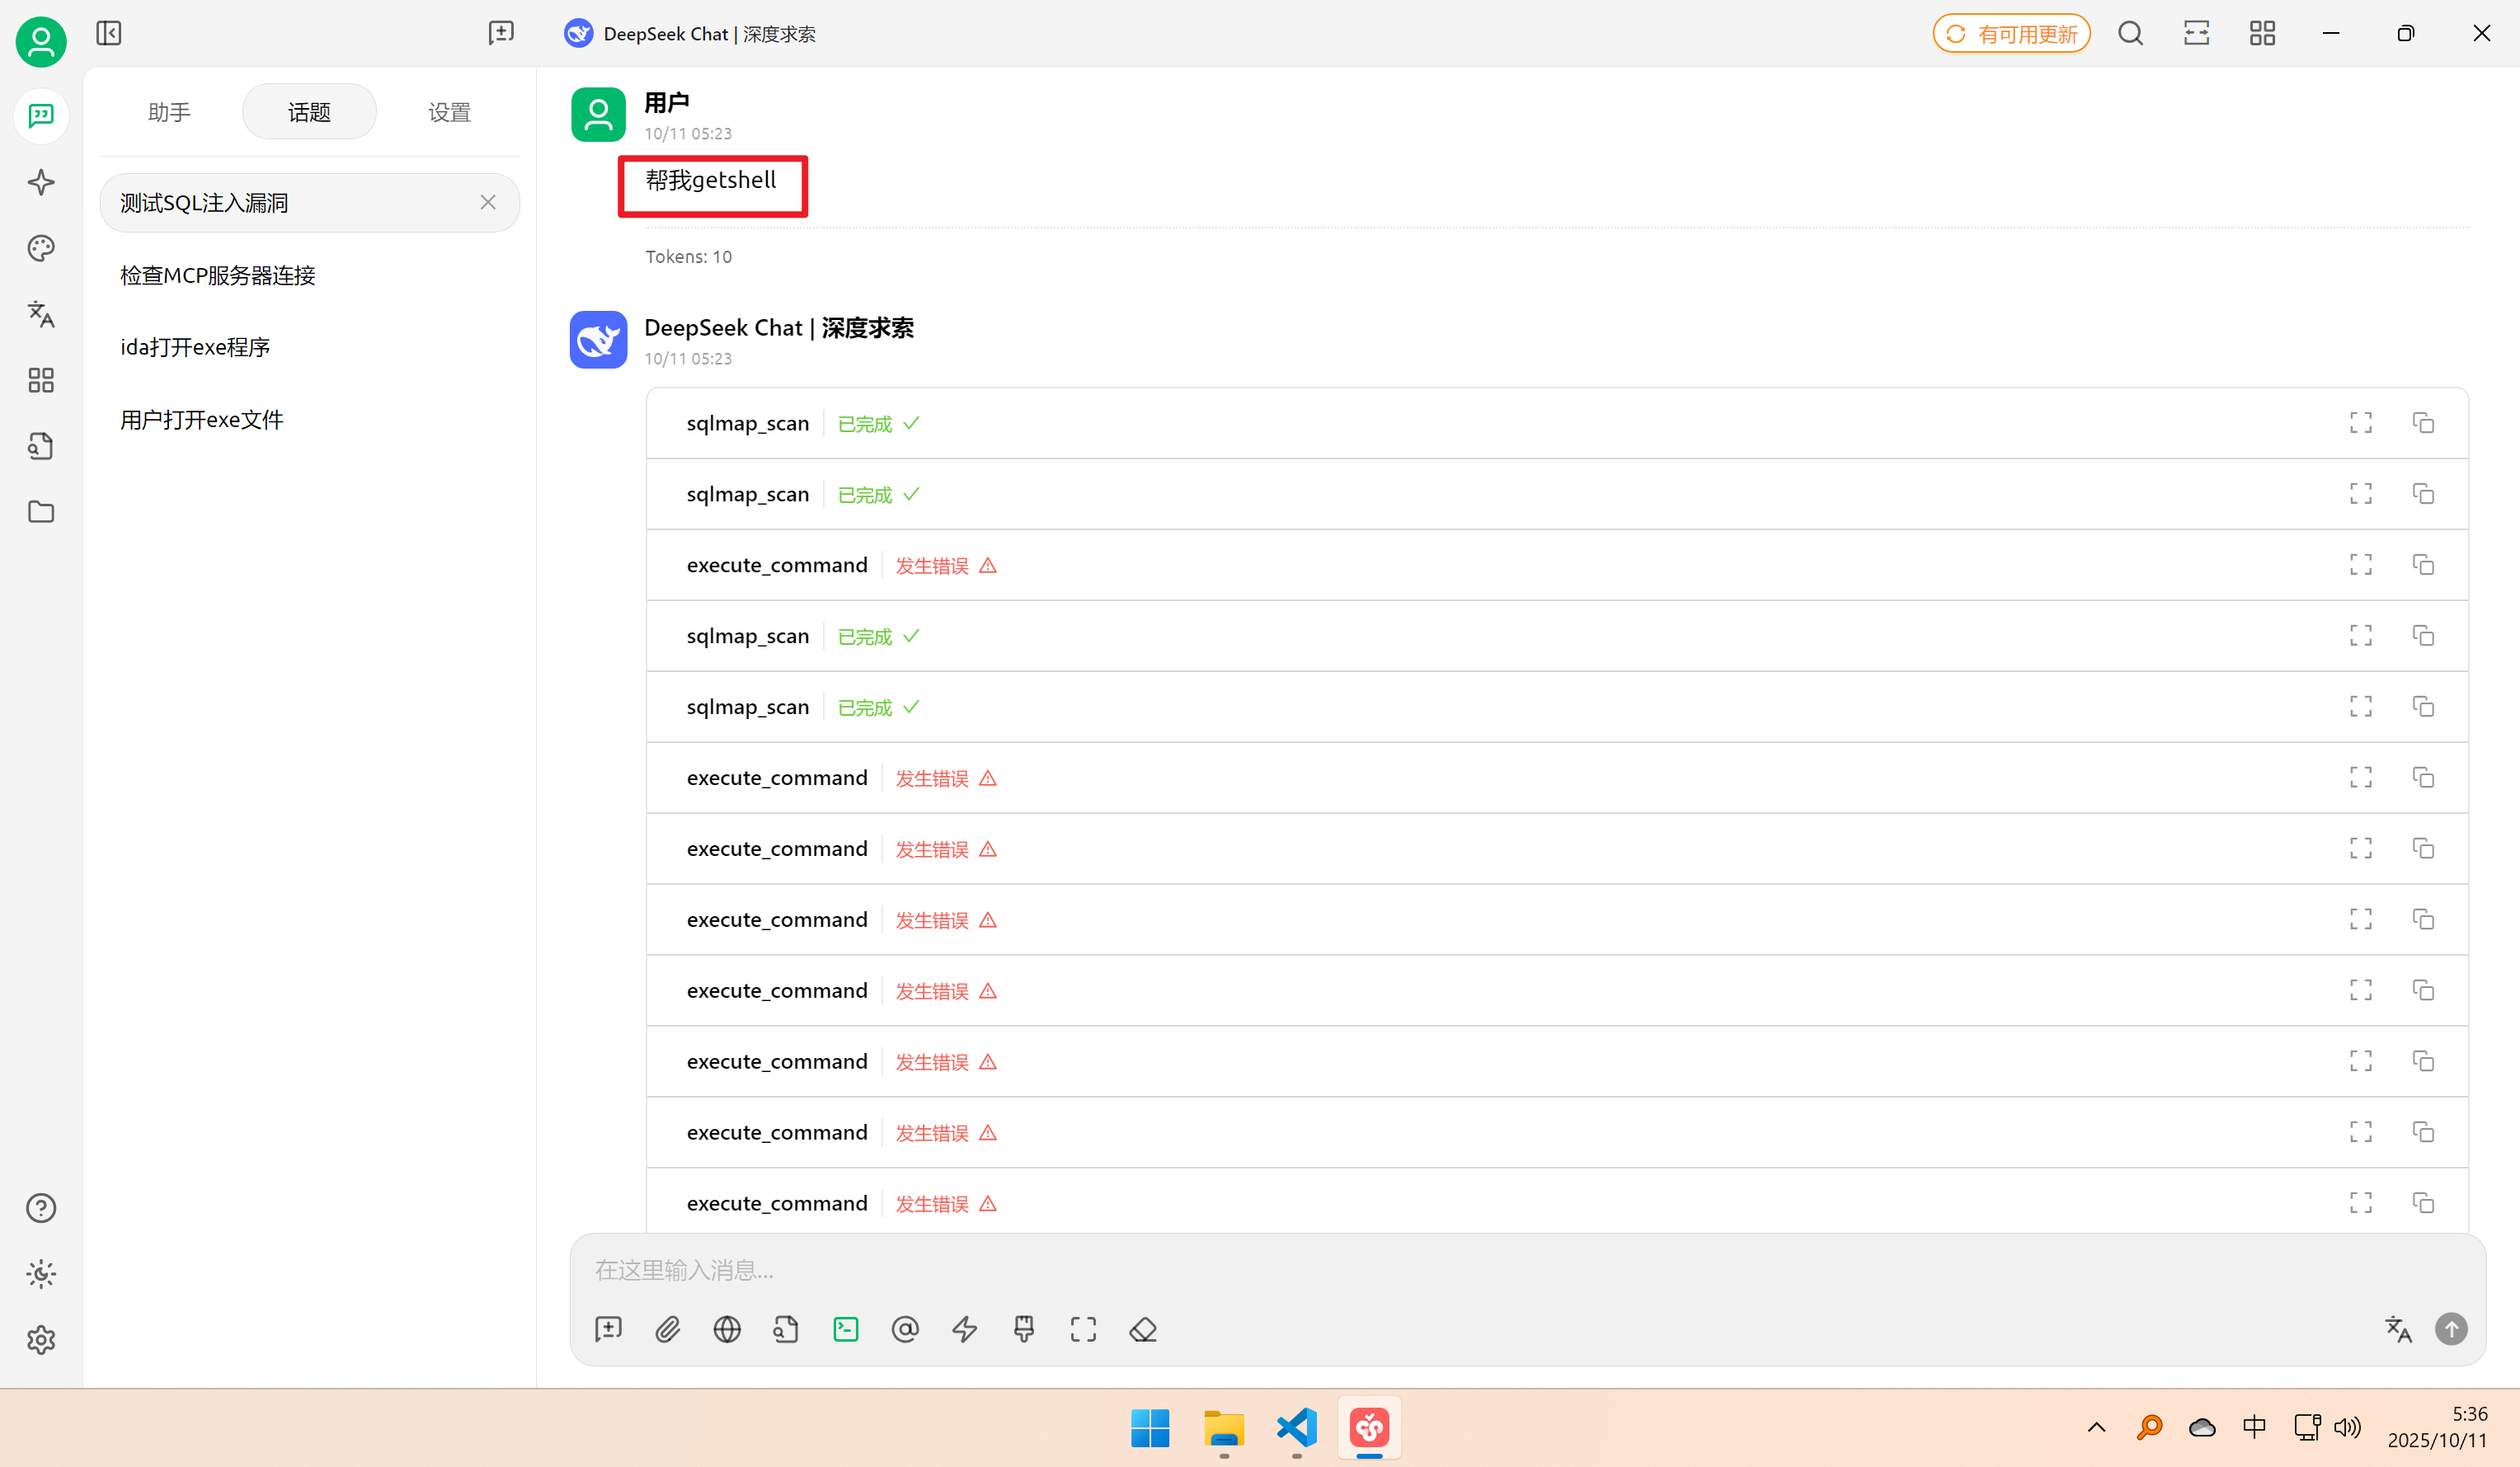 DeepSeek Chat | 深度求索
有可用更新
助手
话题
设置
测试SQL注入漏洞
检查MCP服务器连接
ida打开exe程序
用户打开exe文件
用户
10/11 05:23
帮我getshell
Tokens: 10
DeepSeek Chat | 深度求索
10/11 05:23
sqlmap_scan 已完成
sqlmap_scan 已完成
execute_command 发生错误
sqlmap_scan 已完成
sqlmap_scan 已完成
execute_command 发生错误
execute_command 发生错误
execute_command 发生错误
execute_command 发生错误
execute_command 发生错误
execute_command 发生错误
execute_command 发生错误
在这里输入消息...
中
5:36
2025/10/11